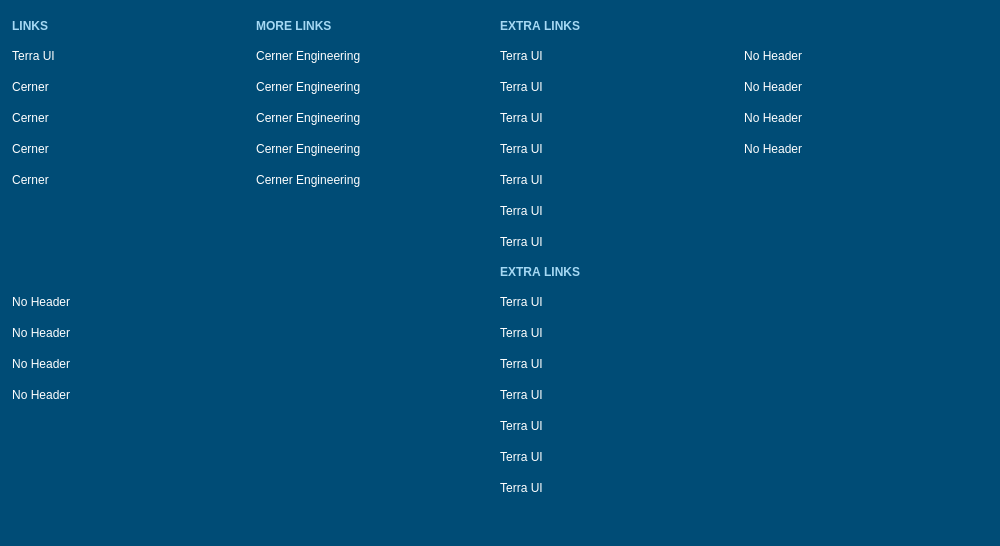 LINKS
Terra UI
Cerner
Cerner
Cerner
Cerner
MORE LINKS
Cerner Engineering
Cerner Engineering
Cerner Engineering
Cerner Engineering
Cerner Engineering
EXTRA LINKS
Terra UI
Terra UI
Terra UI
Terra UI
Terra UI
Terra UI
Terra UI
No Header
No Header
No Header
No Header
No Header
No Header
No Header
No Header
EXTRA LINKS
Terra UI
Terra UI
Terra UI
Terra UI
Terra UI
Terra UI
Terra UI